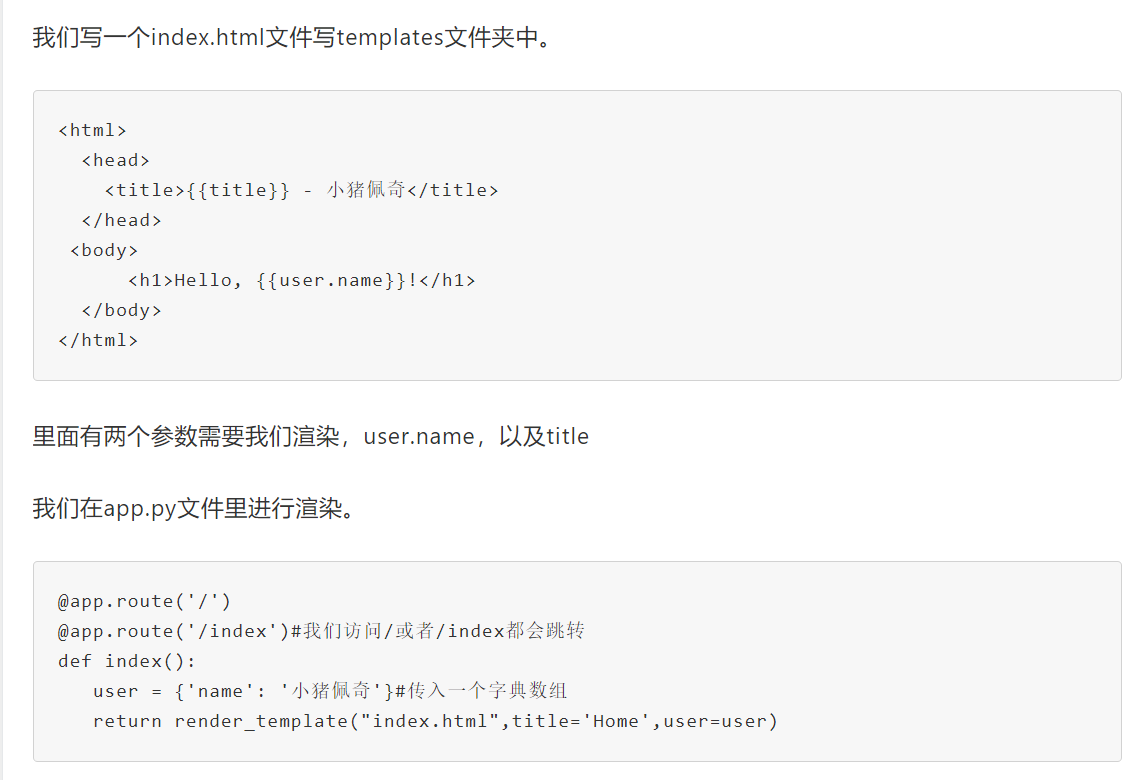 我们写一个index.html文件写templates文件夹中。
<html>
  <head>
    <title>{{title}} - 小猪佩奇</title>
  </head>
 <body>
      <h1>Hello, {{user.name}}!</h1>
  </body>
</html>
里面有两个参数需要我们渲染，user.name，以及title
我们在app.py文件里进行渲染。
@app.route('/')
@app.route('/index')#我们访问/或者/index都会跳转
def index():
   user = {'name': '小猪佩奇'}#传入一个字典数组
   return render_template("index.html",title='Home',user=user)